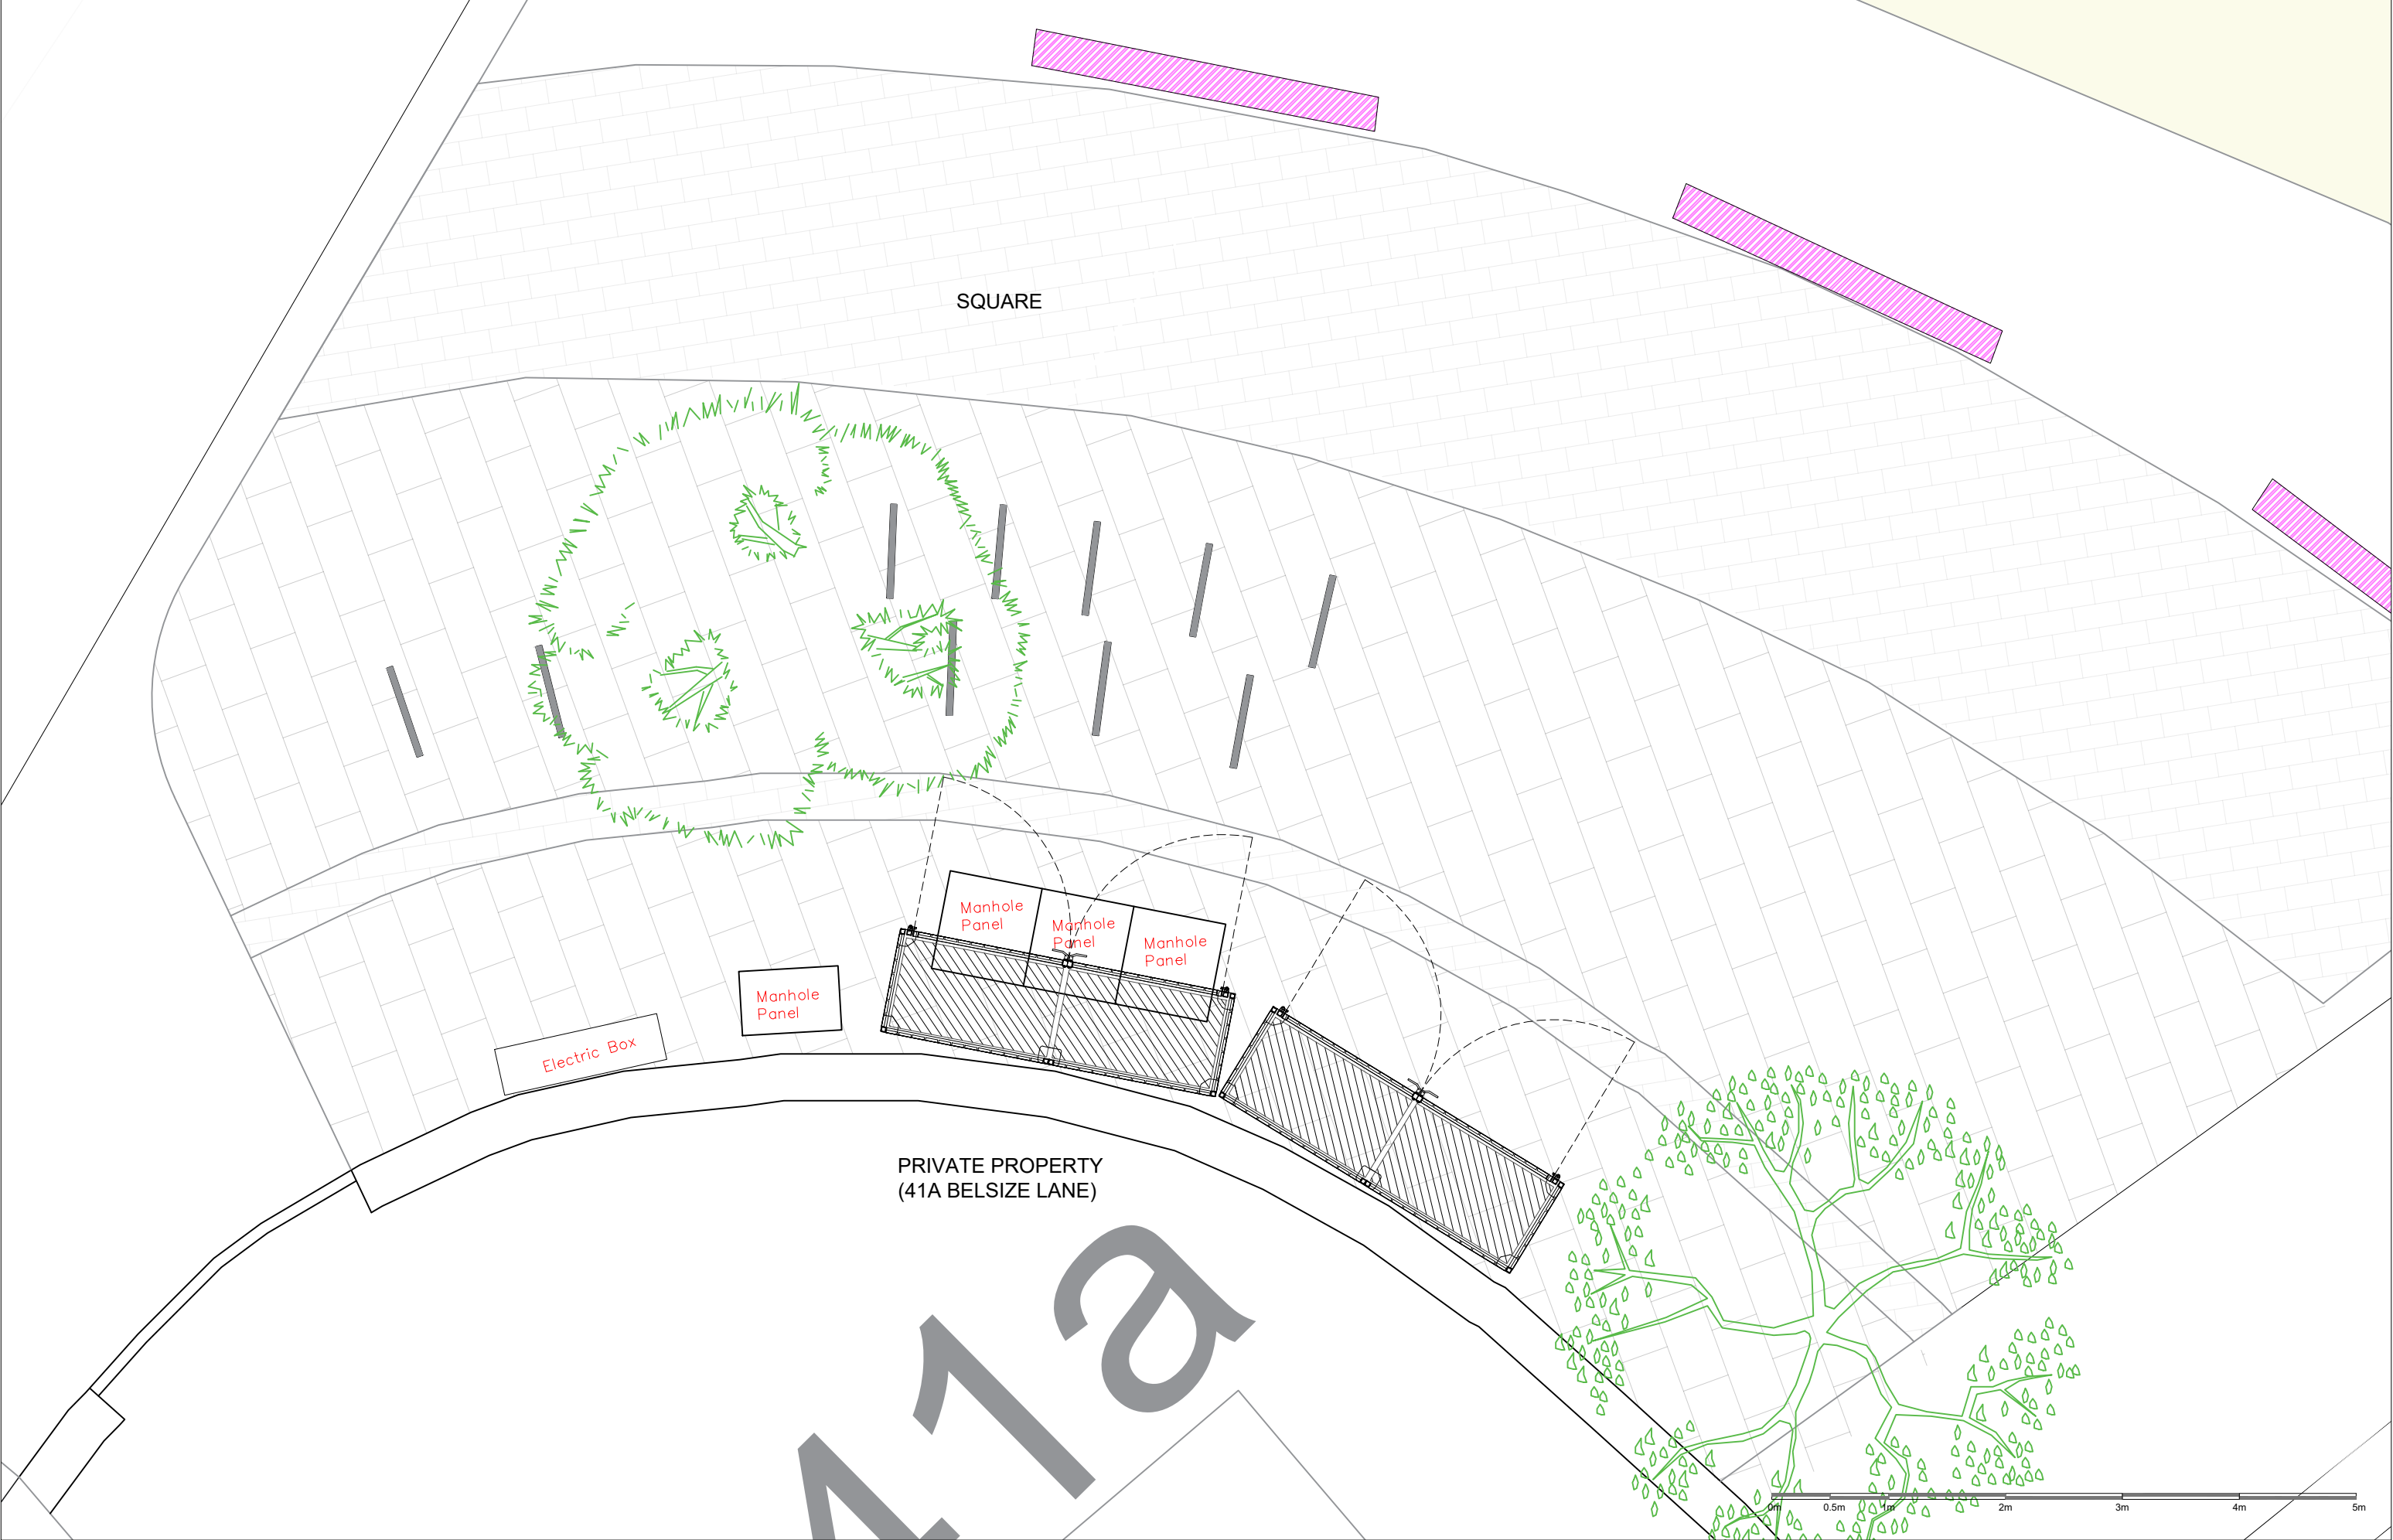 SQUARE
Manhole
Panel
Manhole
Panel
Manhole
Panel
Manhole
Panel
Electric Box
PRIVATE PROPERTY
(41A BELSIZE LANE)
41a
0m 0.5m 1m 2m 3m 4m 5m